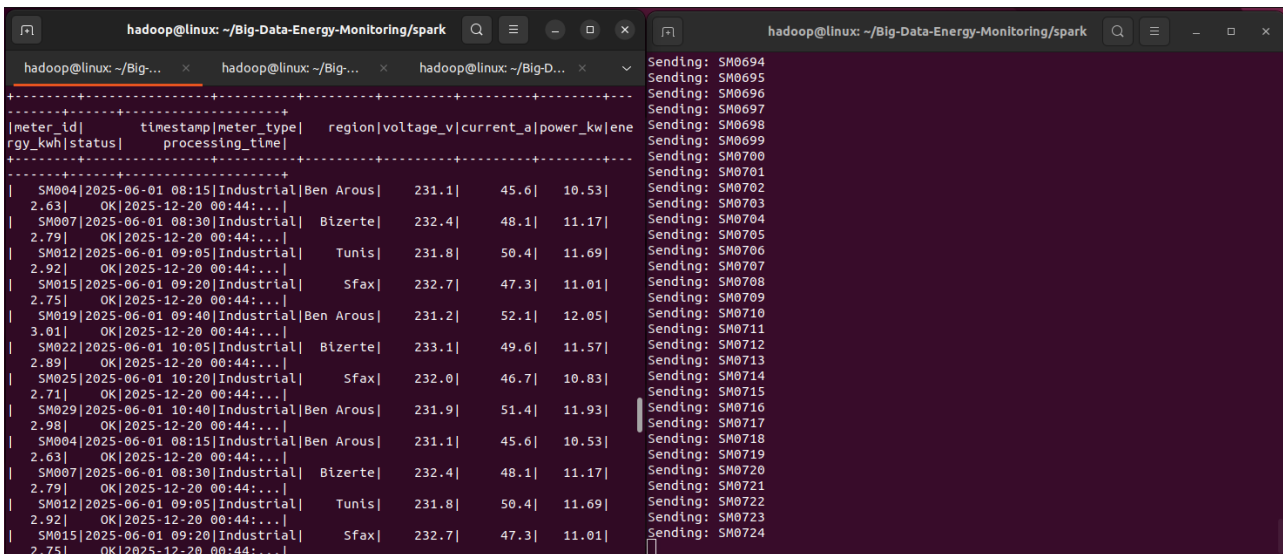 hadoop@linux: ~/Big-Data-Energy-Monitoring/spark
hadoop@linux: ~/Big-... × hadoop@linux: ~/Big-... × hadoop@linux: ~/Big-D... ×
+--------+----------------+----------+---------+---------+---------+--------+---
-------+------+--------------------+
|meter_id|       timestamp|meter_type|   region|voltage_v|current_a|power_kw|ene
rgy_kwh|status|     processing_time|
+--------+----------------+----------+---------+---------+---------+--------+---
-------+------+--------------------+
|   SM004|2025-06-01 08:15|Industrial|Ben Arous|    231.1|     45.6|   10.53|
  2.63|    OK|2025-12-20 00:44:...|
|   SM007|2025-06-01 08:30|Industrial|  Bizerte|    232.4|     48.1|   11.17|
  2.79|    OK|2025-12-20 00:44:...|
|   SM012|2025-06-01 09:05|Industrial|    Tunis|    231.8|     50.4|   11.69|
  2.92|    OK|2025-12-20 00:44:...|
|   SM015|2025-06-01 09:20|Industrial|     Sfax|    232.7|     47.3|   11.01|
  2.75|    OK|2025-12-20 00:44:...|
|   SM019|2025-06-01 09:40|Industrial|Ben Arous|    231.2|     52.1|   12.05|
  3.01|    OK|2025-12-20 00:44:...|
|   SM022|2025-06-01 10:05|Industrial|  Bizerte|    233.1|     49.6|   11.57|
  2.89|    OK|2025-12-20 00:44:...|
|   SM025|2025-06-01 10:20|Industrial|     Sfax|    232.0|     46.7|   10.83|
  2.71|    OK|2025-12-20 00:44:...|
|   SM029|2025-06-01 10:40|Industrial|Ben Arous|    231.9|     51.4|   11.93|
  2.98|    OK|2025-12-20 00:44:...|
|   SM004|2025-06-01 08:15|Industrial|Ben Arous|    231.1|     45.6|   10.53|
  2.63|    OK|2025-12-20 00:44:...|
|   SM007|2025-06-01 08:30|Industrial|  Bizerte|    232.4|     48.1|   11.17|
  2.79|    OK|2025-12-20 00:44:...|
|   SM012|2025-06-01 09:05|Industrial|    Tunis|    231.8|     50.4|   11.69|
  2.92|    OK|2025-12-20 00:44:...|
|   SM015|2025-06-01 09:20|Industrial|     Sfax|    232.7|     47.3|   11.01|
  2.75|    OK|2025-12-20 00:44:...|
hadoop@linux: ~/Big-Data-Energy-Monitoring/spark
Sending: SM0694
Sending: SM0695
Sending: SM0696
Sending: SM0697
Sending: SM0698
Sending: SM0699
Sending: SM0700
Sending: SM0701
Sending: SM0702
Sending: SM0703
Sending: SM0704
Sending: SM0705
Sending: SM0706
Sending: SM0707
Sending: SM0708
Sending: SM0709
Sending: SM0710
Sending: SM0711
Sending: SM0712
Sending: SM0713
Sending: SM0714
Sending: SM0715
Sending: SM0716
Sending: SM0717
Sending: SM0718
Sending: SM0719
Sending: SM0720
Sending: SM0721
Sending: SM0722
Sending: SM0723
Sending: SM0724